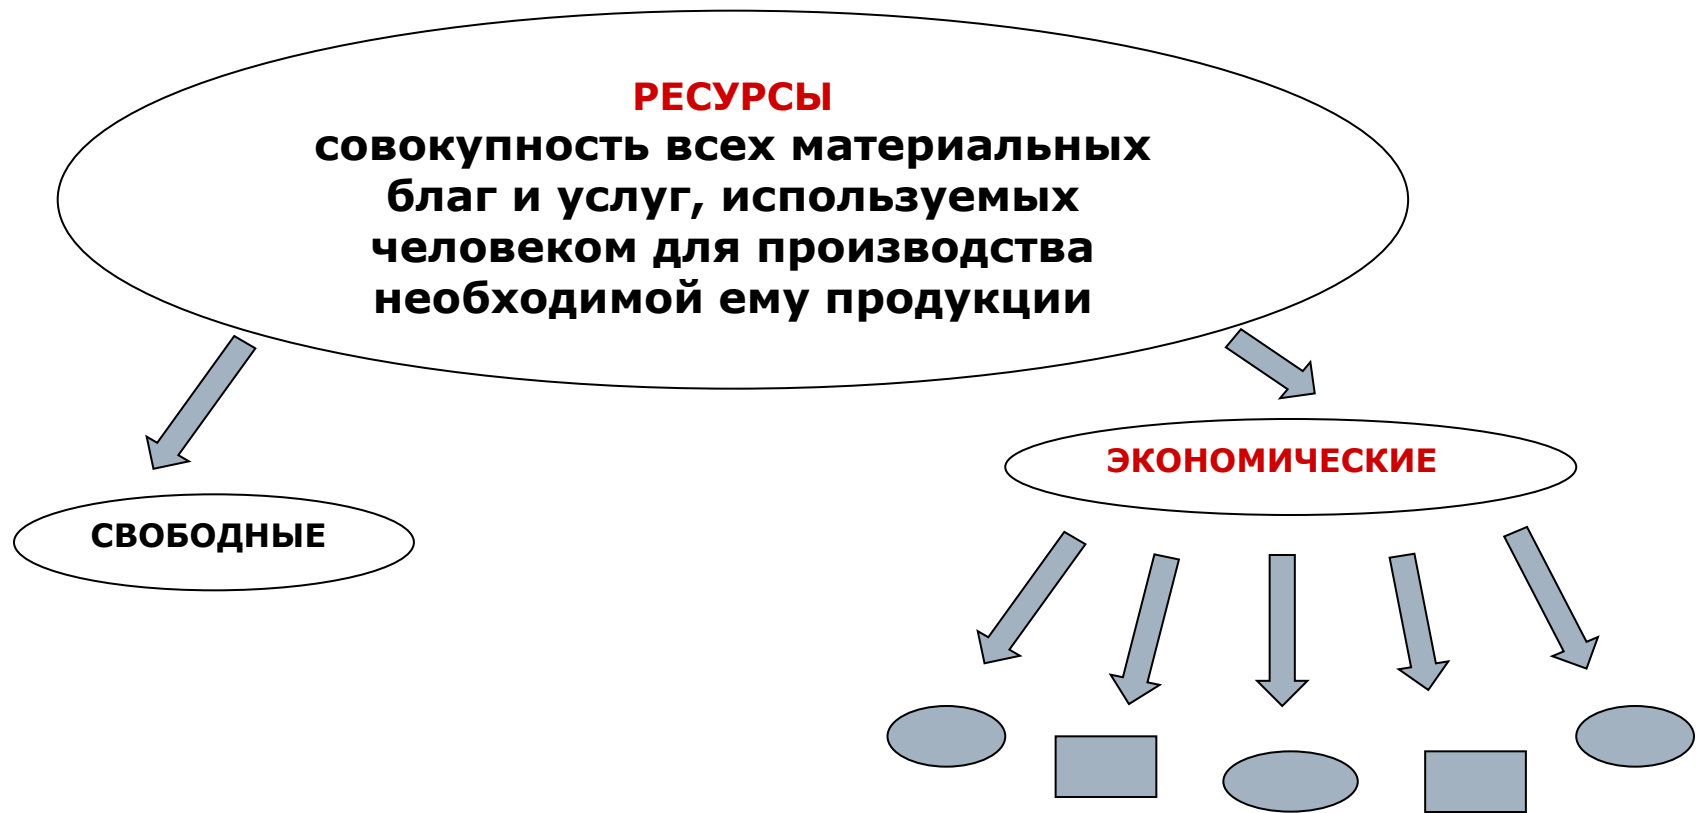 РЕСУРСЫ
совокупность всех материальных
благ и услуг, используемых
человеком для производства
необходимой ему продукции
ЭКОНОМИЧЕСКИЕ
СВОБОДНЫЕ